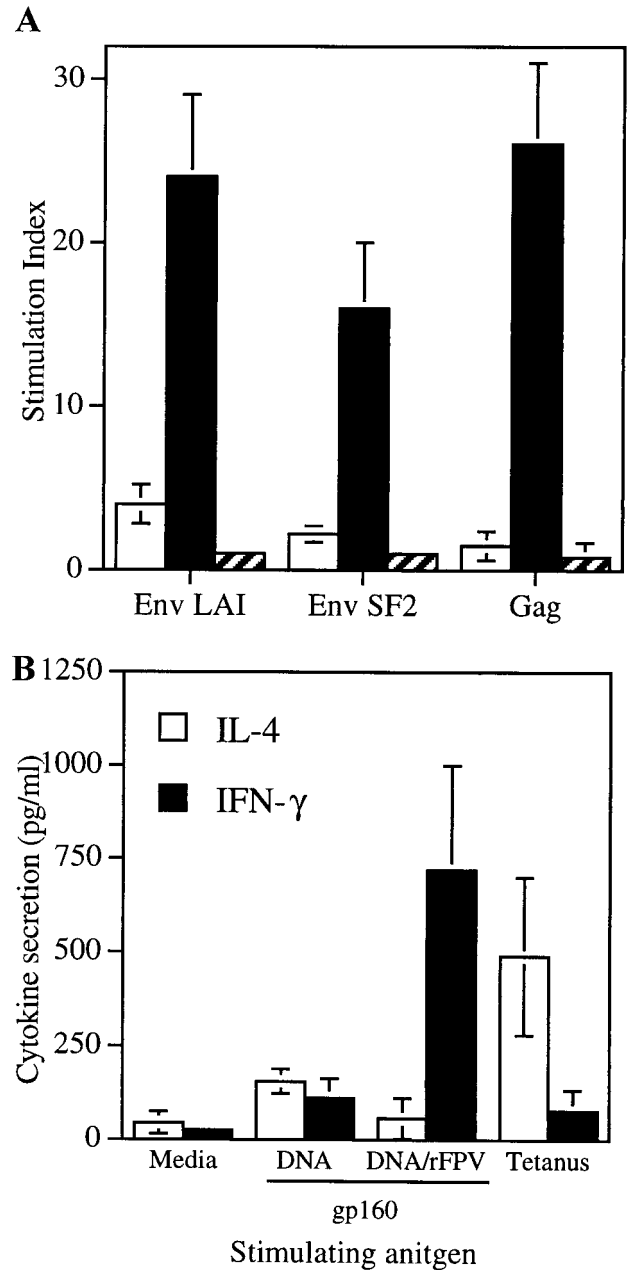 A
30
20
10
0
Stimulation Index
Env LAI Env SF2 Gag
B
1250
1000
750
500
250
0
Cytokine secretion (pg/ml)
IL-4
IFN-γ
Media DNA DNA/rFPV Tetanus
gp160
Stimulating anitgen